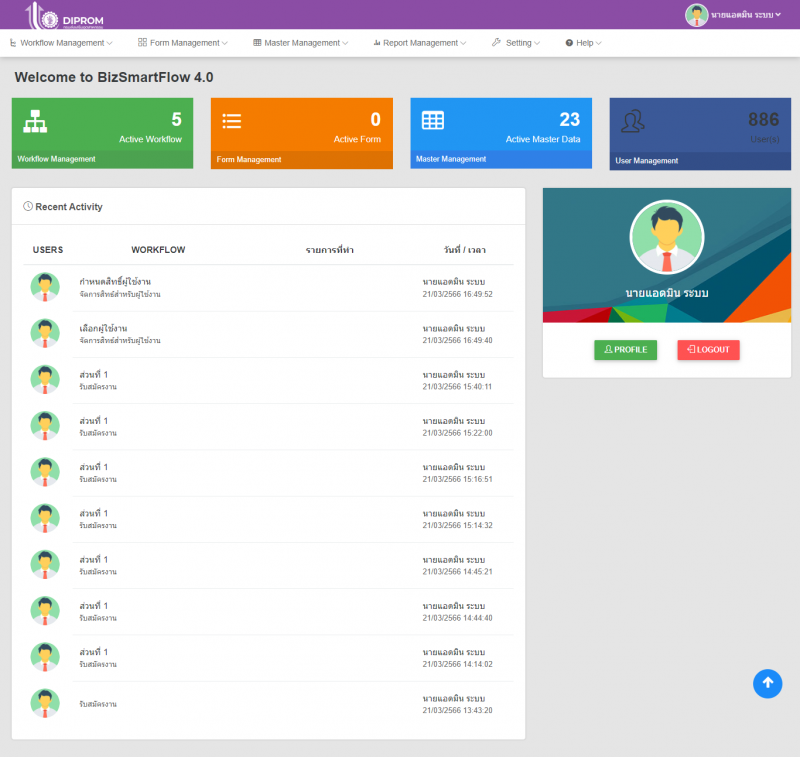 DIPROM
นายแอดมิน ระบบ
Workflow Management
Form Management
Master Management
Report Management
Setting
Help
Welcome to BizSmartFlow 4.0
5
Active Workflow
Workflow Management
0
Active Form
Form Management
23
Active Master Data
Master Management
886
User(s)
User Management
Recent Activity
USERS WORKFLOW รายการที่ทำ วันที่ / เวลา
กำหนดสิทธิ์ผู้ใช้งาน นายแอดมิน ระบบ
จัดการสิทธ์สำหรับผู้ใช้งาน 21/03/2566 16:49:52
เลือกผู้ใช้งาน นายแอดมิน ระบบ
จัดการสิทธ์สำหรับผู้ใช้งาน 21/03/2566 16:49:40
ส่วนที่ 1 นายแอดมิน ระบบ
รับสมัครงาน 21/03/2566 15:40:11
ส่วนที่ 1 นายแอดมิน ระบบ
รับสมัครงาน 21/03/2566 15:22:00
ส่วนที่ 1 นายแอดมิน ระบบ
รับสมัครงาน 21/03/2566 15:16:51
ส่วนที่ 1 นายแอดมิน ระบบ
รับสมัครงาน 21/03/2566 15:14:32
ส่วนที่ 1 นายแอดมิน ระบบ
รับสมัครงาน 21/03/2566 14:45:21
ส่วนที่ 1 นายแอดมิน ระบบ
รับสมัครงาน 21/03/2566 14:44:40
ส่วนที่ 1 นายแอดมิน ระบบ
รับสมัครงาน 21/03/2566 14:14:02
นายแอดมิน ระบบ
รับสมัครงาน 21/03/2566 13:43:20
นายแอดมิน ระบบ
PROFILE
LOGOUT